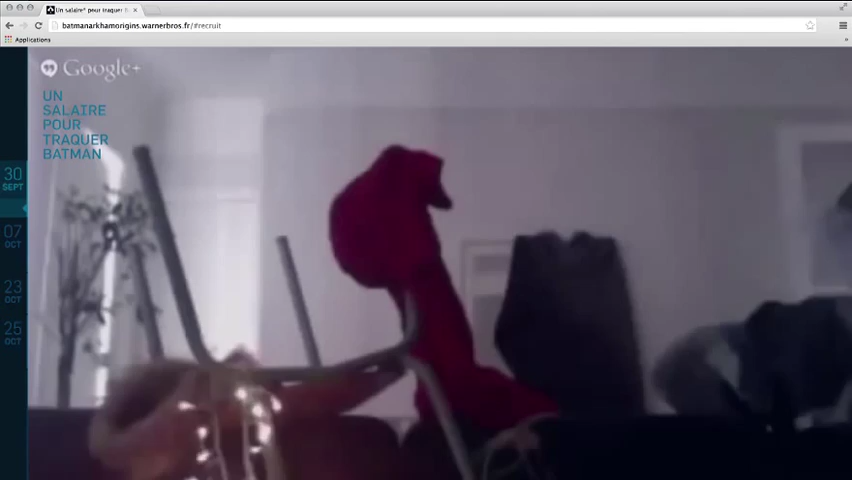 Un salaire* pour traquer B
batmanarkhamorigins.warnerbros.fr/#recruit
Applications
Google+
UN
SALAIRE
POUR
TRAQUER
BATMAN
30
SEPT
07
OCT
23
OCT
25
OCT